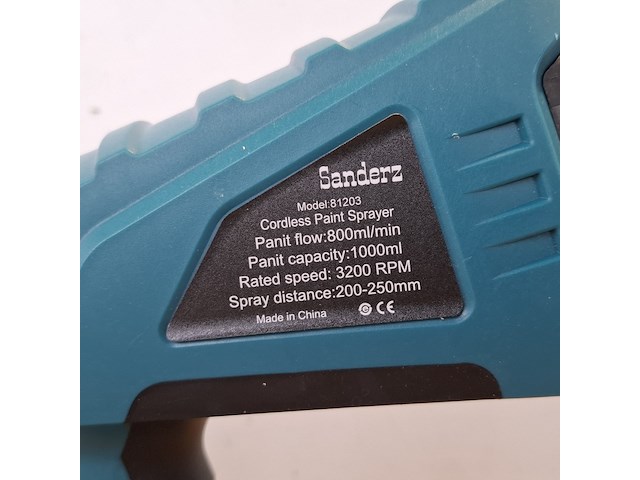 Sanderz
Model:81203
Cordless Paint Sprayer
Panit flow:800ml/min
Panit capacity:1000ml
Rated speed: 3200 RPM
Spray distance:200-250mm
Made in China CE